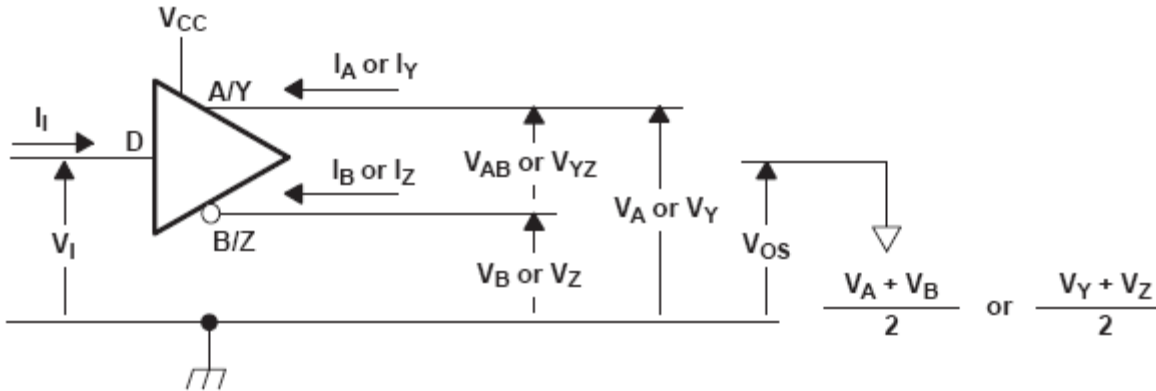 VCC
IA or IY
A/Y
II
D
IB or IZ
VAB or VYZ
VA or VY
VI
B/Z
VOS
VB or VZ
VA + VB
2
or
VY + VZ
2